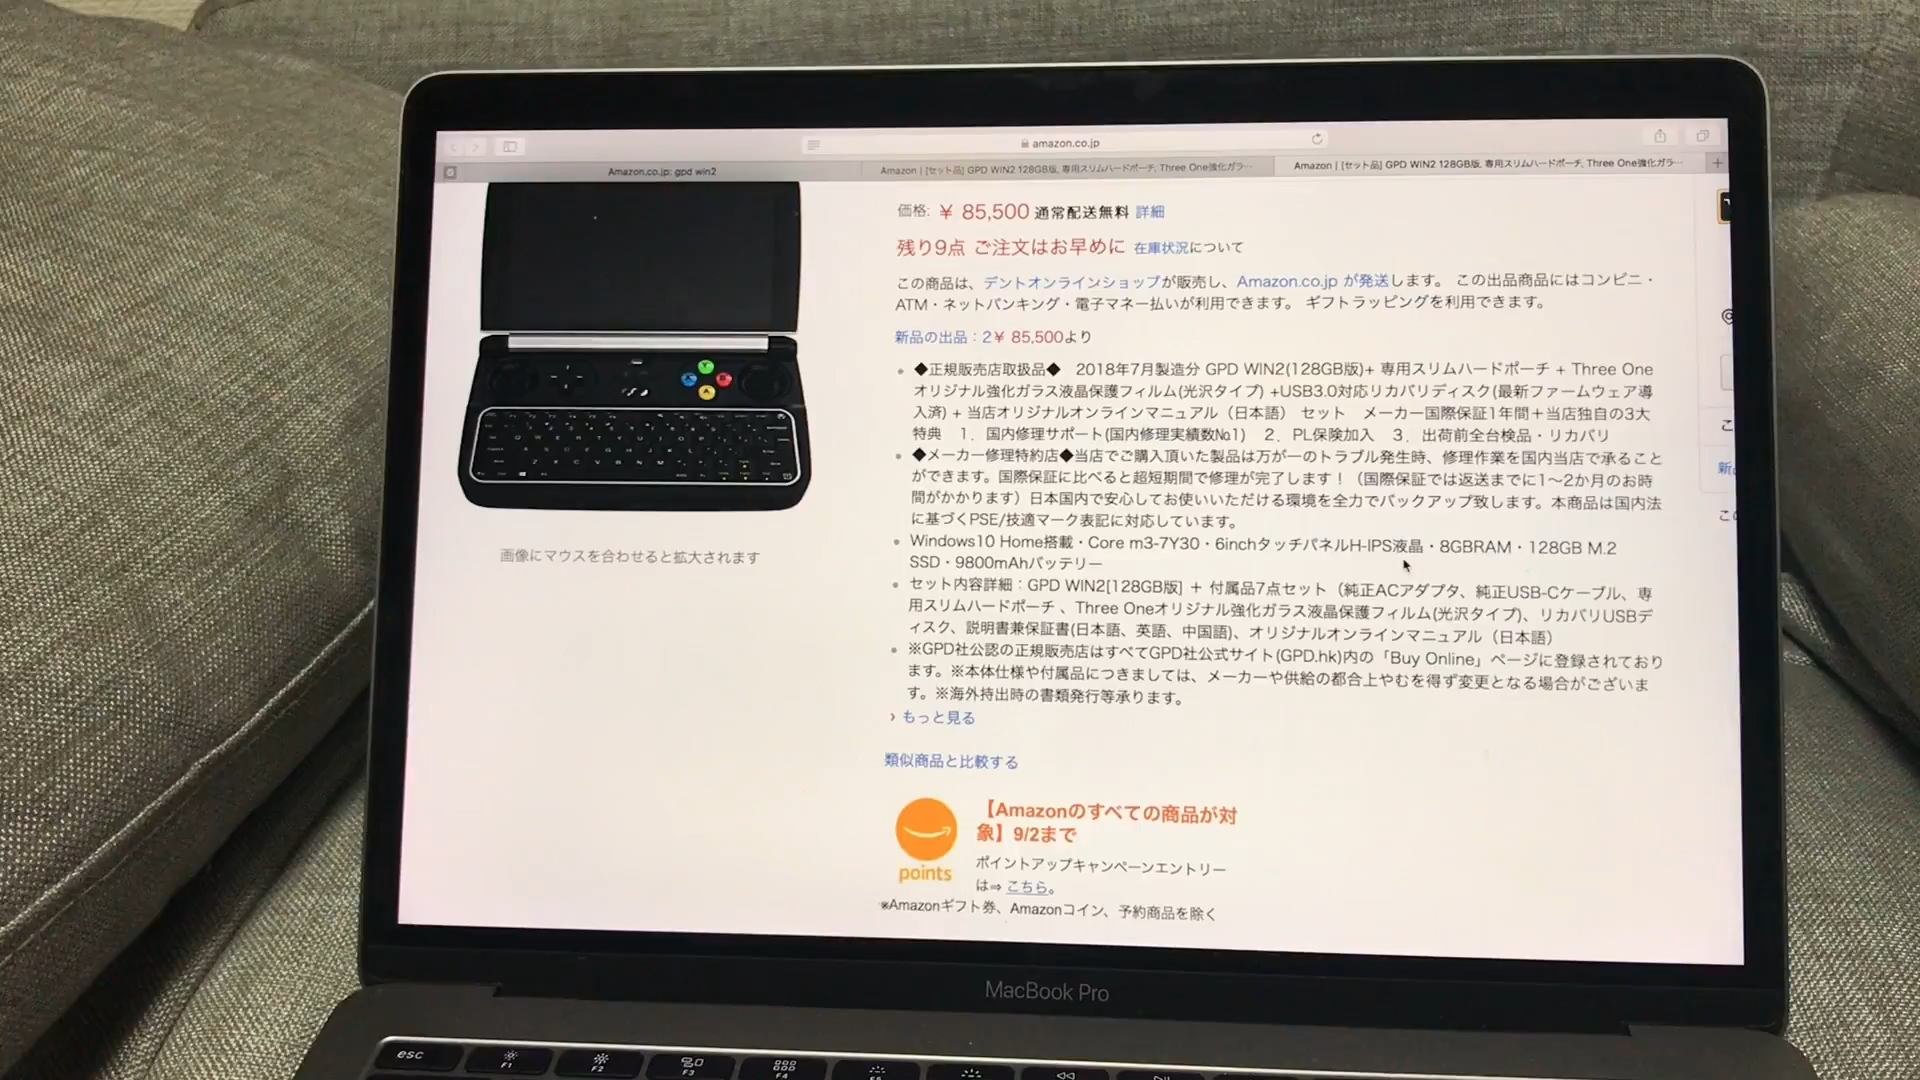 amazon.co.jp
Amazon.co.jp: gpd win2
Amazon | [セット品] GPD WIN2 128GB版, 専用スリムハードポーチ, Three One強化ガラ…
Amazon | [セット品] GPD WIN2 128GB版, 専用スリムハードポーチ, Three One強化ガラ…
価格: ￥ 85,500 通常配送無料 詳細
残り9点 ご注文はお早めに 在庫状況について
この商品は、デントオンラインショップが販売し、Amazon.co.jp が発送します。 この出品商品にはコンビニ・
ATM・ネットバンキング・電子マネー払いが利用できます。 ギフトラッピングを利用できます。
新品の出品：2￥ 85,500より
◆正規販売店取扱品◆　2018年7月製造分 GPD WIN2(128GB版)+ 専用スリムハードポーチ + Three One
オリジナル強化ガラス液晶保護フィルム(光沢タイプ) +USB3.0対応リカバリディスク(最新ファームウェア導
入済) + 当店オリジナルオンラインマニュアル（日本語） セット　メーカー国際保証1年間＋当店独自の3大
特典　1．国内修理サポート(国内修理実績数№1)　2．PL保険加入　3．出荷前全台検品・リカバリ
◆メーカー修理特約店◆当店でご購入頂いた製品は万が一のトラブル発生時、修理作業を国内当店で承ること
ができます。国際保証に比べると超短期間で修理が完了します！（国際保証では返送までに1〜2か月のお時
間がかかります）日本国内で安心してお使いいただける環境を全力でバックアップ致します。本商品は国内法
に基づくPSE/技適マーク表記に対応しています。
Windows10 Home搭載・Core m3-7Y30・6inchタッチパネルH-IPS液晶・8GBRAM・128GB M.2
SSD・9800mAhバッテリー
セット内容詳細：GPD WIN2[128GB版] ＋ 付属品7点セット（純正ACアダプタ、純正USB-Cケーブル、専
用スリムハードポーチ 、Three Oneオリジナル強化ガラス液晶保護フィルム(光沢タイプ)、リカバリUSBデ
ィスク、説明書兼保証書(日本語、英語、中国語)、オリジナルオンラインマニュアル（日本語）
※GPD社公認の正規販売店はすべてGPD社公式サイト(GPD.hk)内の「Buy Online」ページに登録されており
ます。※本体仕様や付属品につきましては、メーカーや供給の都合上やむを得ず変更となる場合がございま
す。※海外持出時の書類発行等承ります。
› もっと見る
画像にマウスを合わせると拡大されます
類似商品と比較する
【Amazonのすべての商品が対
象】9/2まで
points
ポイントアップキャンペーンエントリー
は⇒ こちら。
※Amazonギフト券、Amazonコイン、予約商品を除く
MacBook Pro
esc
F1
F2
F3
F4